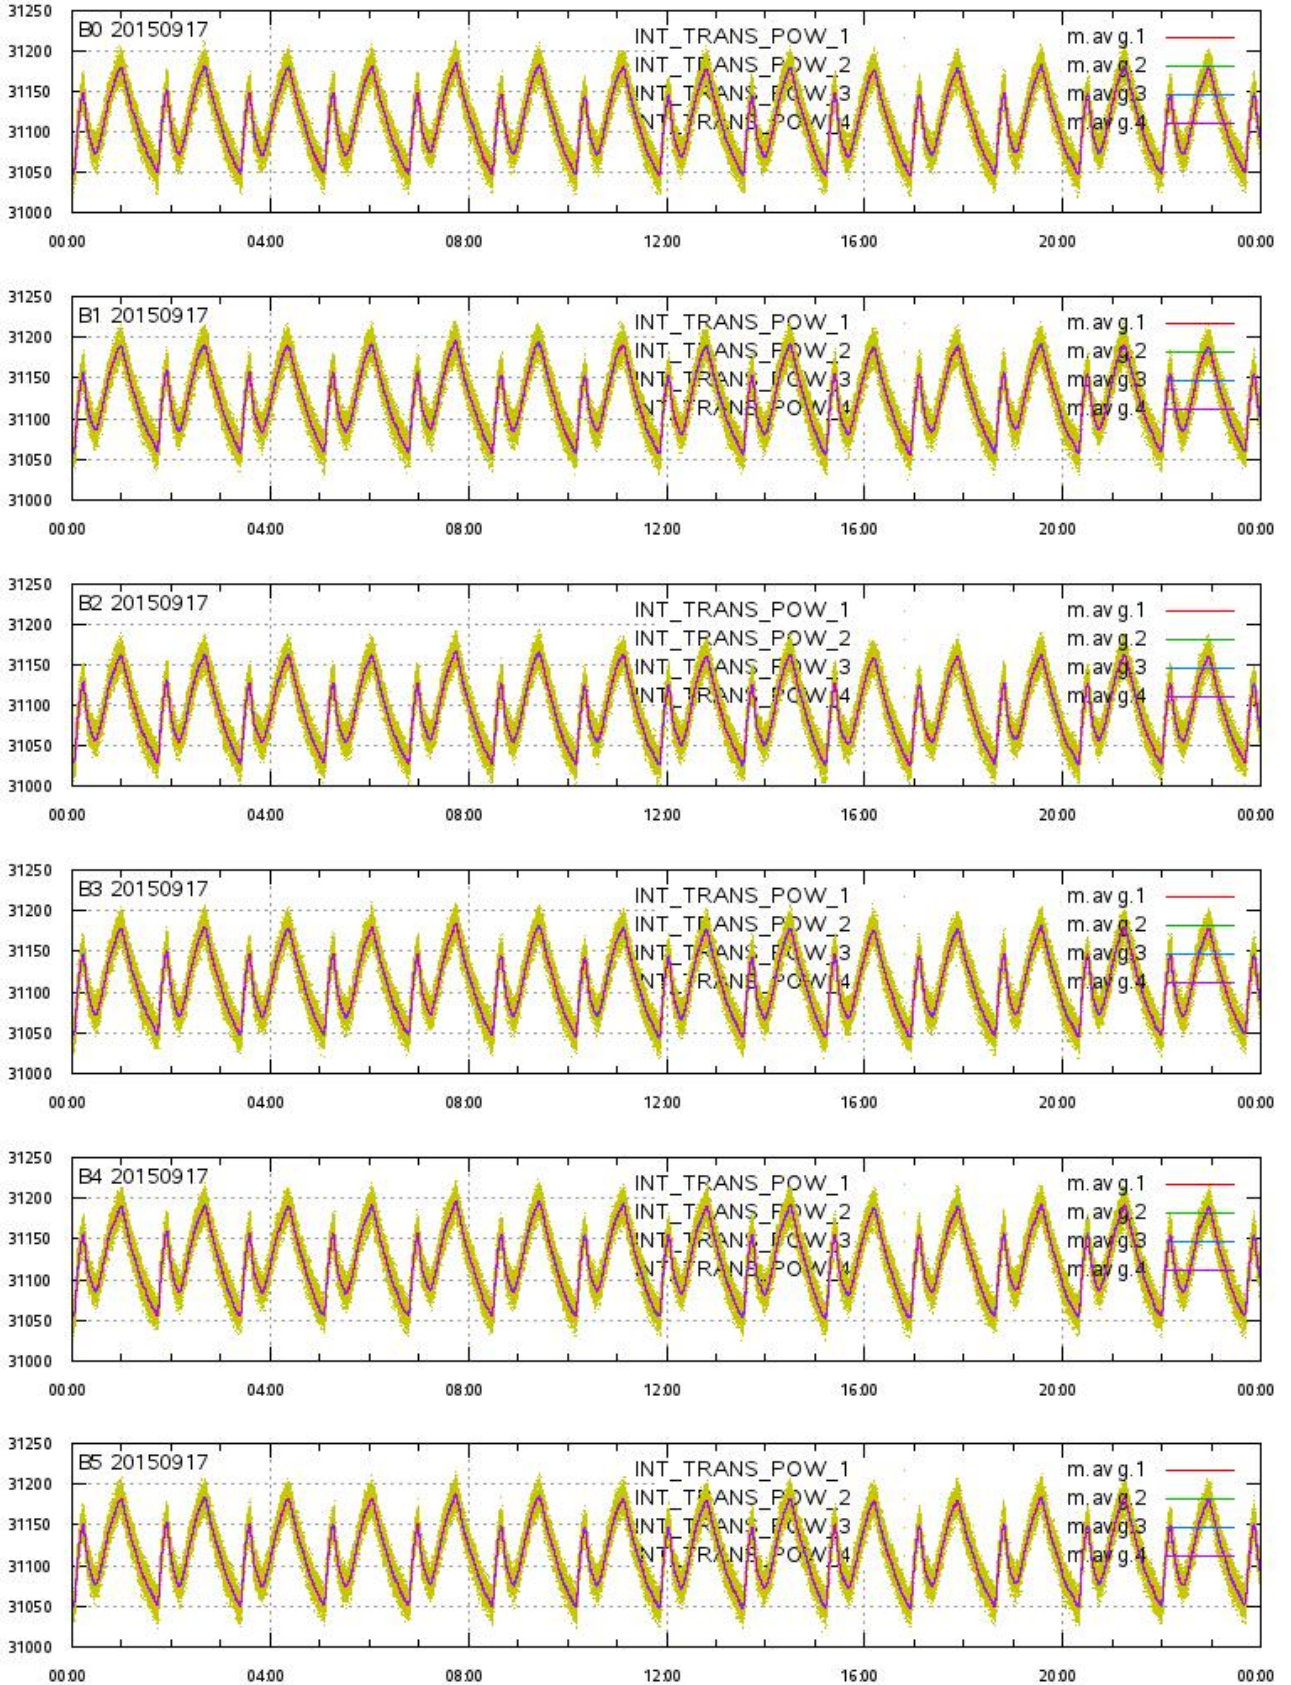 31250
B0 20150917 INT_TRANS_POW_1 m.avg.1
31200
INT_TRANS_POW_2 m.avg.2
31150
INT_TRANS_POW_3 m.avg.3
INT_TRANS_POW_4 m.avg.4
31100
31050
31000
00:00 04:00 08:00 12:00 16:00 20:00 00:00
31250
B1 20150917 INT_TRANS_POW_1 m.avg.1
31200
INT_TRANS_POW_2 m.avg.2
31150
INT_TRANS_POW_3 m.avg.3
INT_TRANS_POW_4 m.avg.4
31100
31050
31000
00:00 04:00 08:00 12:00 16:00 20:00 00:00
31250
B2 20150917 INT_TRANS_POW_1 m.avg.1
31200
INT_TRANS_POW_2 m.avg.2
31150
INT_TRANS_POW_3 m.avg.3
INT_TRANS_POW_4 m.avg.4
31100
31050
31000
00:00 04:00 08:00 12:00 16:00 20:00 00:00
31250
B3 20150917 INT_TRANS_POW_1 m.avg.1
31200
INT_TRANS_POW_2 m.avg.2
31150
INT_TRANS_POW_3 m.avg.3
INT_TRANS_POW_4 m.avg.4
31100
31050
31000
00:00 04:00 08:00 12:00 16:00 20:00 00:00
31250
B4 20150917 INT_TRANS_POW_1 m.avg.1
31200
INT_TRANS_POW_2 m.avg.2
31150
INT_TRANS_POW_3 m.avg.3
INT_TRANS_POW_4 m.avg.4
31100
31050
31000
00:00 04:00 08:00 12:00 16:00 20:00 00:00
31250
B5 20150917 INT_TRANS_POW_1 m.avg.1
31200
INT_TRANS_POW_2 m.avg.2
31150
INT_TRANS_POW_3 m.avg.3
INT_TRANS_POW_4 m.avg.4
31100
31050
31000
00:00 04:00 08:00 12:00 16:00 20:00 00:00